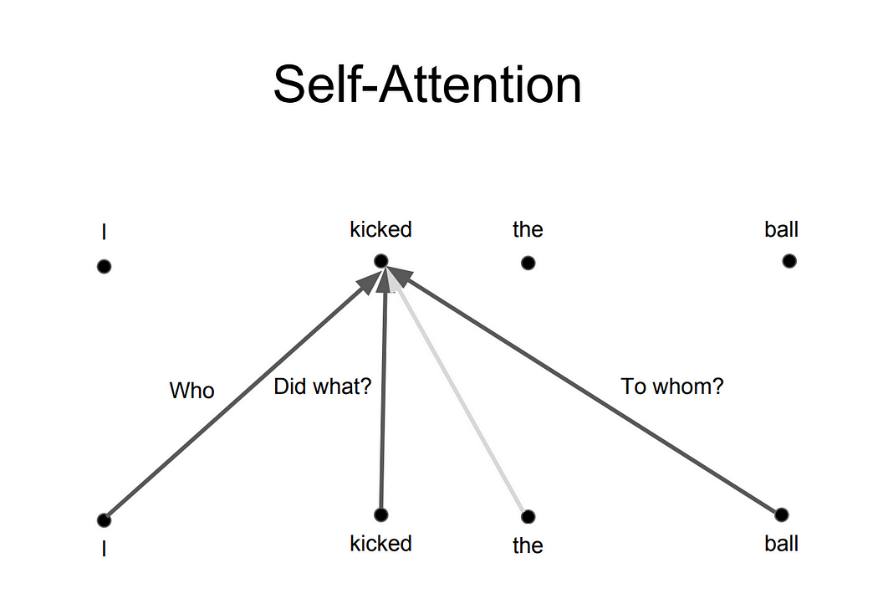 Self-Attention
I kicked the ball
Who Did what? To whom?
I kicked the ball